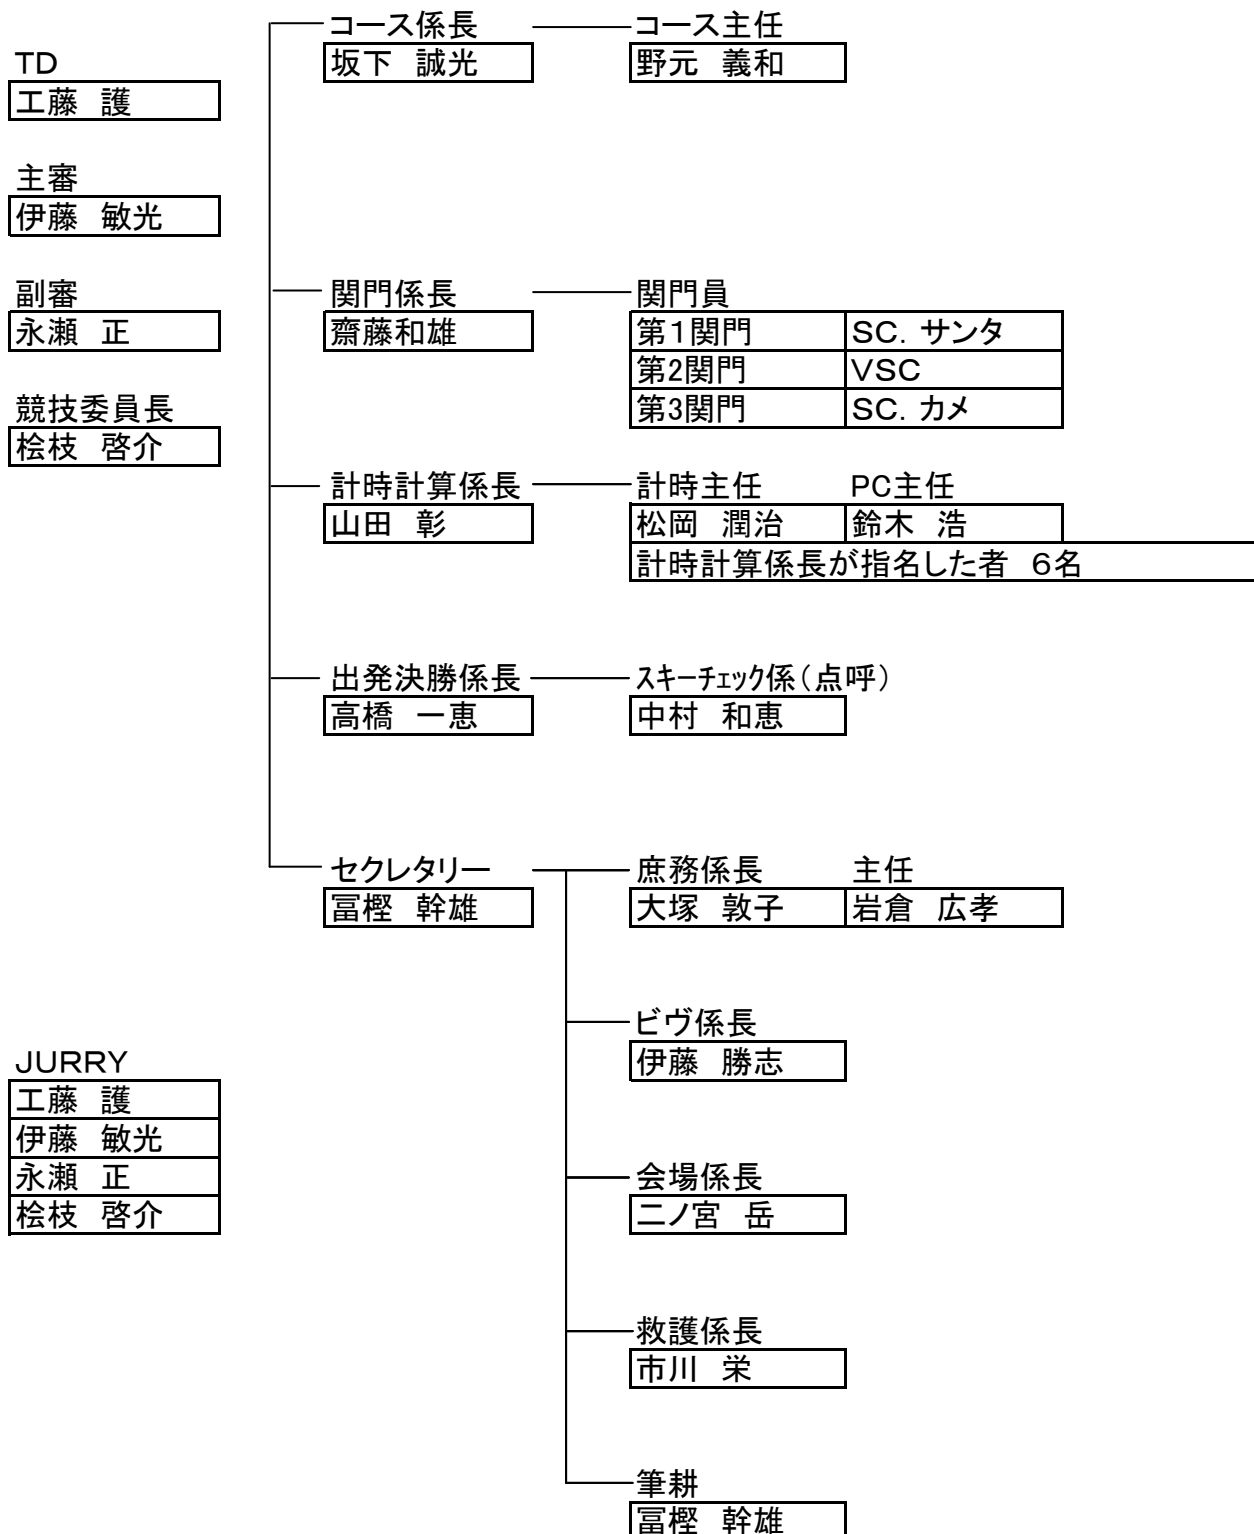 TD
工藤 護
主審
伊藤 敏光
副審
永瀬 正
競技委員長
桧枝 啓介
コース係長 コース主任
坂下 誠光 野元 義和
関門係長 関門員
齋藤和雄 第１関門 SC．サンタ
第2関門 VSC
第3関門 SC．カメ
計時計算係長 計時主任 PC主任
山田 彰 松岡 潤治 鈴木 浩
計時計算係長が指名した者 ６名
出発決勝係長 スキーチェック係（点呼）
高橋 一恵 中村 和恵
セクレタリー 庶務係長 主任
冨樫 幹雄 大塚 敦子 岩倉 広孝
ビヴ係長
伊藤 勝志
会場係長
二ノ宮 岳
救護係長
市川 栄
筆耕
冨樫 幹雄
JURRY
工藤 護
伊藤 敏光
永瀬 正
桧枝 啓介